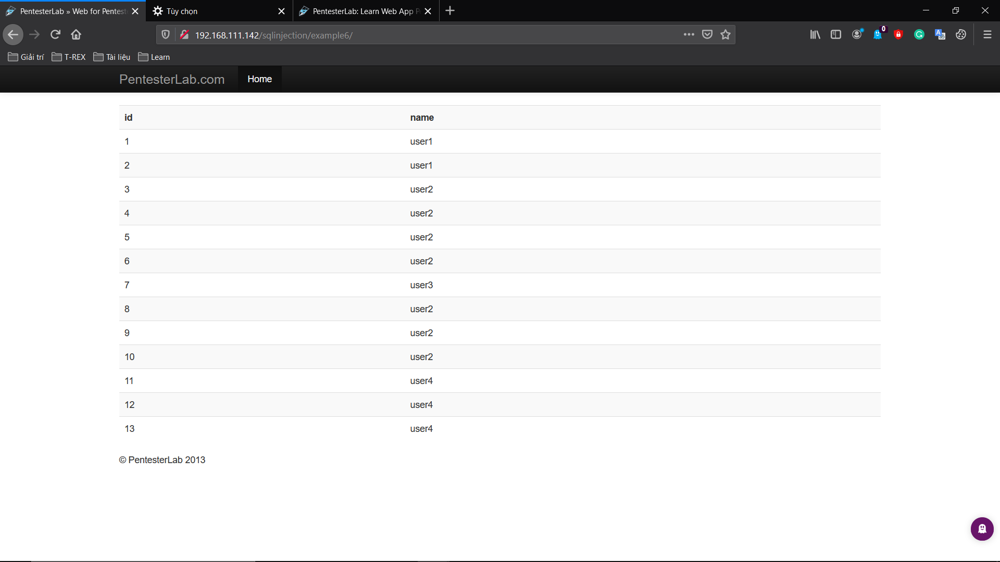 PentesterLab » Web for Pentest
Tùy chọn
PentesterLab: Learn Web App P
192.168.111.142/sqlinjection/example6/
0
Giải trí T-REX Tài liệu Learn
PentesterLab.com Home
id name
1 user1
2 user1
3 user2
4 user2
5 user2
6 user2
7 user3
8 user2
9 user2
10 user2
11 user4
12 user4
13 user4
© PentesterLab 2013